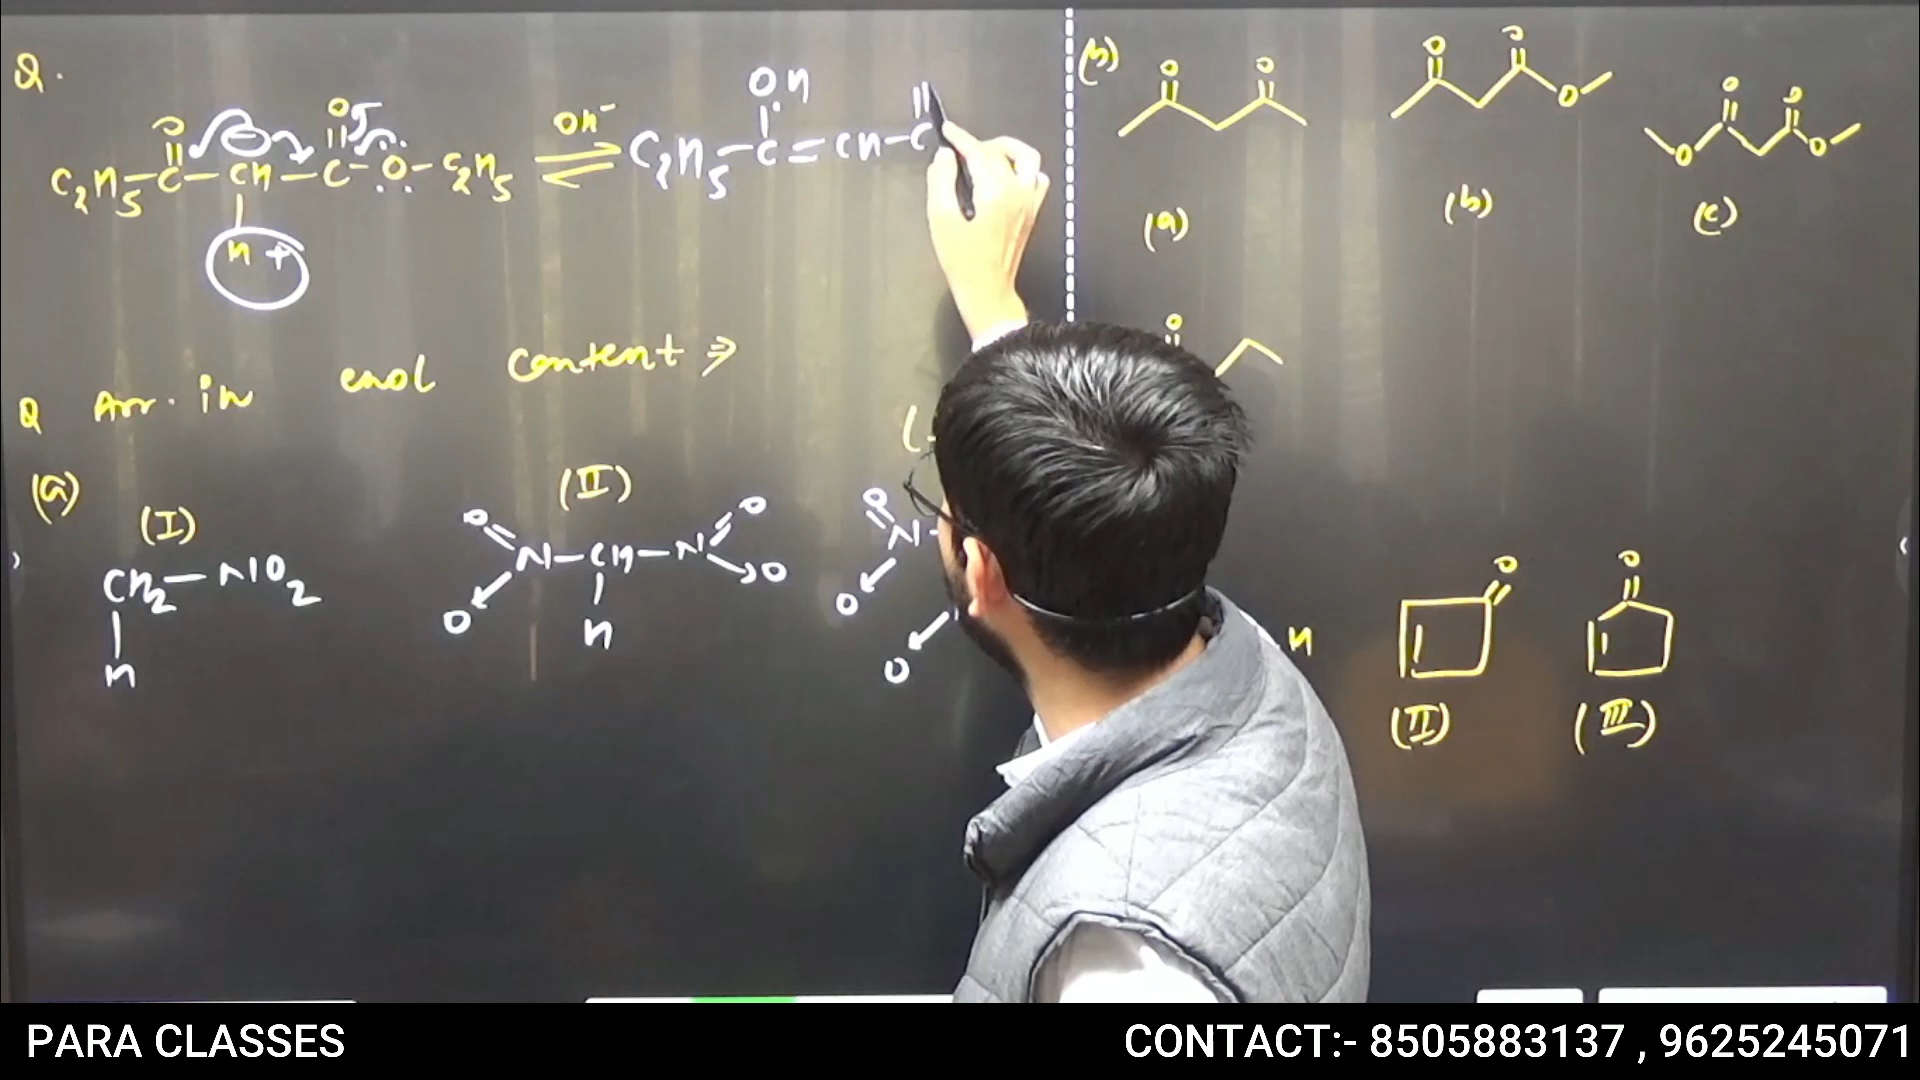 Q.
C2H5-C(=O)-CH(H+)-C(=O)-O-C2H5 ⇌ OH- C2H5-C(OH)=CH-C
Q Arr. in enol content ⇒
(a)
(I)
CH2-NO2
H
(II)
O=N-CH-N=O
O H O
O
N
O
O
(b)
O O
(a)
O O O
(b)
O O O O
(c)
O
H
O
(II)
O
(III)
PARA CLASSES
CONTACT:- 8505883137 , 9625245071